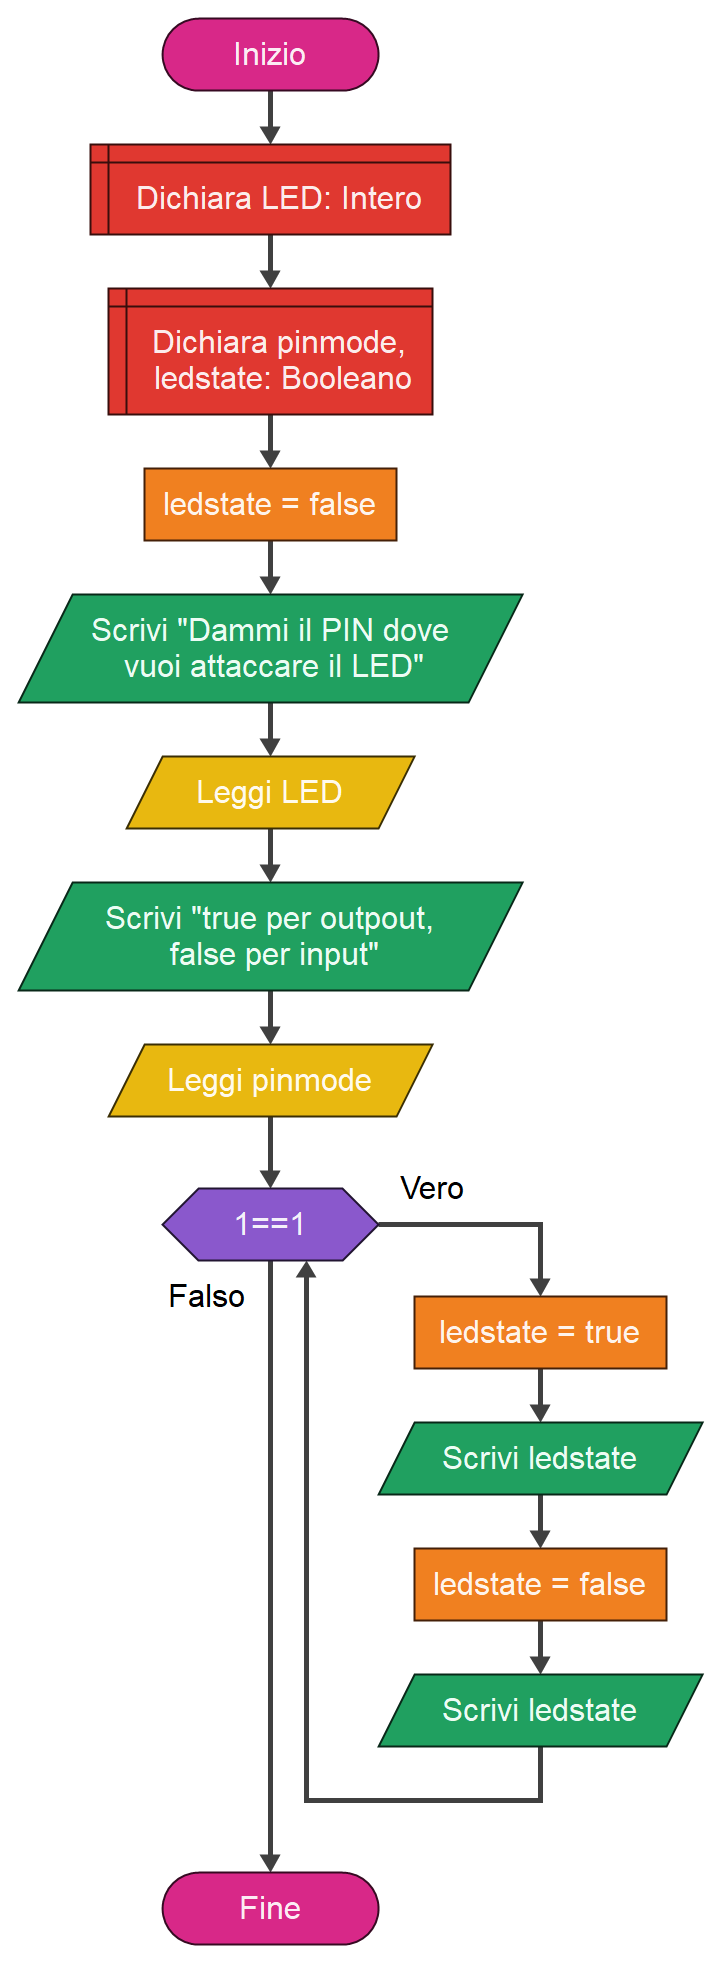 Inizio
Dichiara LED: Intero
Dichiara pinmode,
ledstate: Booleano
ledstate = false
Scrivi "Dammi il PIN dove
vuoi attaccare il LED"
Leggi LED
Scrivi "true per outpout,
false per input"
Leggi pinmode
1==1
Vero
Falso
ledstate = true
Scrivi ledstate
ledstate = false
Scrivi ledstate
Fine